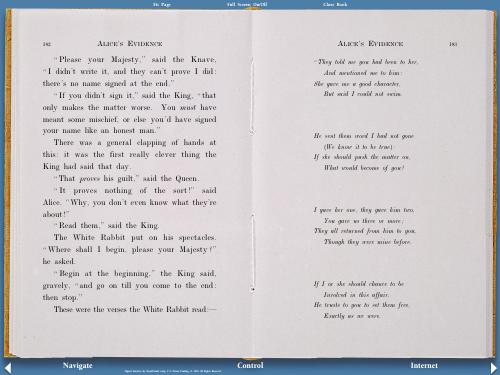 Fit Page Full Screen On/Off Close Book
182 ALICE'S EVIDENCE
"Please your Majesty," said the Knave,
"I didn't write it, and they can't prove I did:
there's no name signed at the end."
"If you didn't sign it," said the King, "that
only makes the matter worse. You must have
meant some mischief, or else you'd have signed
your name like an honest man."
There was a general clapping of hands at
this: it was the first really clever thing the
King had said that day.
"That proves his guilt," said the Queen.
"It proves nothing of the sort!" said
Alice. "Why, you don't even know what they're
about!"
"Read them," said the King.
The White Rabbit put on his spectacles.
"Where shall I begin, please your Majesty?"
he asked.
"Begin at the beginning," the King said,
gravely, "and go on till you come to the end:
then stop."
These were the verses the White Rabbit read:—
ALICE'S EVIDENCE 183
"They told me you had been to her,
And mentioned me to him:
She gave me a good character,
But said I could not swim.
He sent them word I had not gone
(We know it to be true):
If she should push the matter on,
What would become of you?
I gave her one, they gave him two,
You gave us three or more;
They all returned from him to you,
Though they were mine before.
If I or she should chance to be
Involved in this affair,
He trusts to you to set them free,
Exactly as we were.
Navigate Control Internet